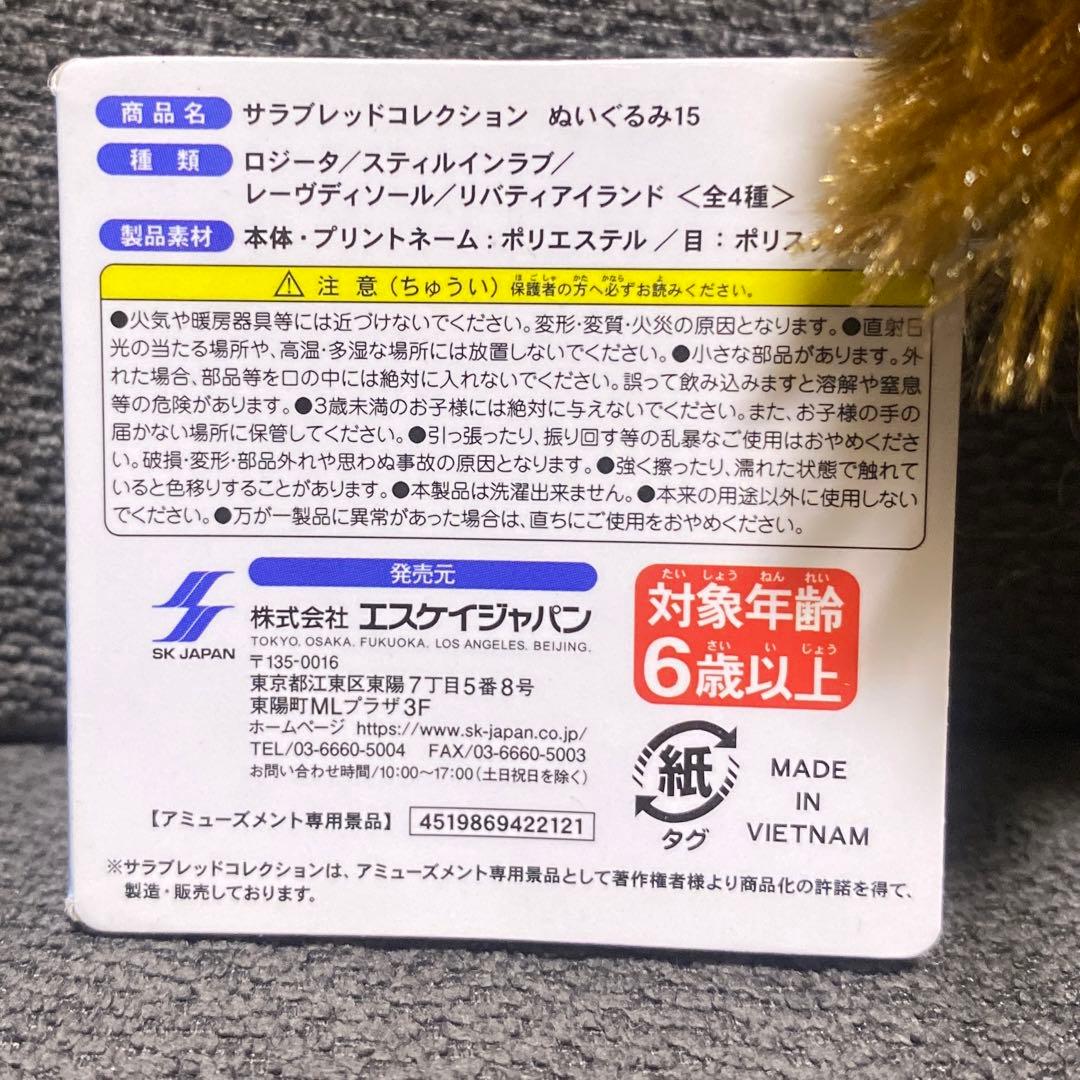 商品名 サラブレッドコレクション ぬいぐるみ15
種類 ロジータ/スティルインラブ/
レーヴディソール/リバティアイランド <全4種>
製品素材 本体・プリントネーム:ポリエステル/目:ポリス
⚠ 注意(ちゅうい) 保護者の方へ必ずお読みください。
●火気や暖房器具等には近づけないでください。変形・変質・火災の原因となります。●直射日
光の当たる場所や、高温・多湿な場所には放置しないでください。●小さな部品があります。外
れた場合、部品等を口の中には絶対に入れないでください。誤って飲み込みますと溶解や窒息
等の危険があります。●3歳未満のお子様には絶対に与えないでください。また、お子様の手の
届かない場所に保管してください。●引っ張ったり、振り回す等の乱暴なご使用はおやめくださ
い。破損・変形・部品外れや思わぬ事故の原因となります。●強く擦ったり、濡れた状態で触れて
いると色移りすることがあります。●本製品は洗濯出来ません。●本来の用途以外に使用しない
でください。●万が一製品に異常があった場合は、直ちにご使用をおやめください。
発売元
SK JAPAN
株式会社 エスケイジャパン
TOKYO. OSAKA. FUKUOKA. LOS ANGELES. BEIJING.
〒135-0016
東京都江東区東陽7丁目5番8号
東陽町MLプラザ3F
ホームページ https://www.sk-japan.co.jp/
TEL/03-6660-5004 FAX/03-6660-5003
お問い合わせ時間/10:00〜17:00(土日祝日を除く)
たいしょうねんれい
対象年齢
さいいじょう
6歳以上
紙
タグ
MADE
IN
VIETNAM
【アミューズメント専用景品】 4519869422121
※サラブレッドコレクションは、アミューズメント専用景品として著作権者様より商品化の許諾を得て、
製造・販売しております。